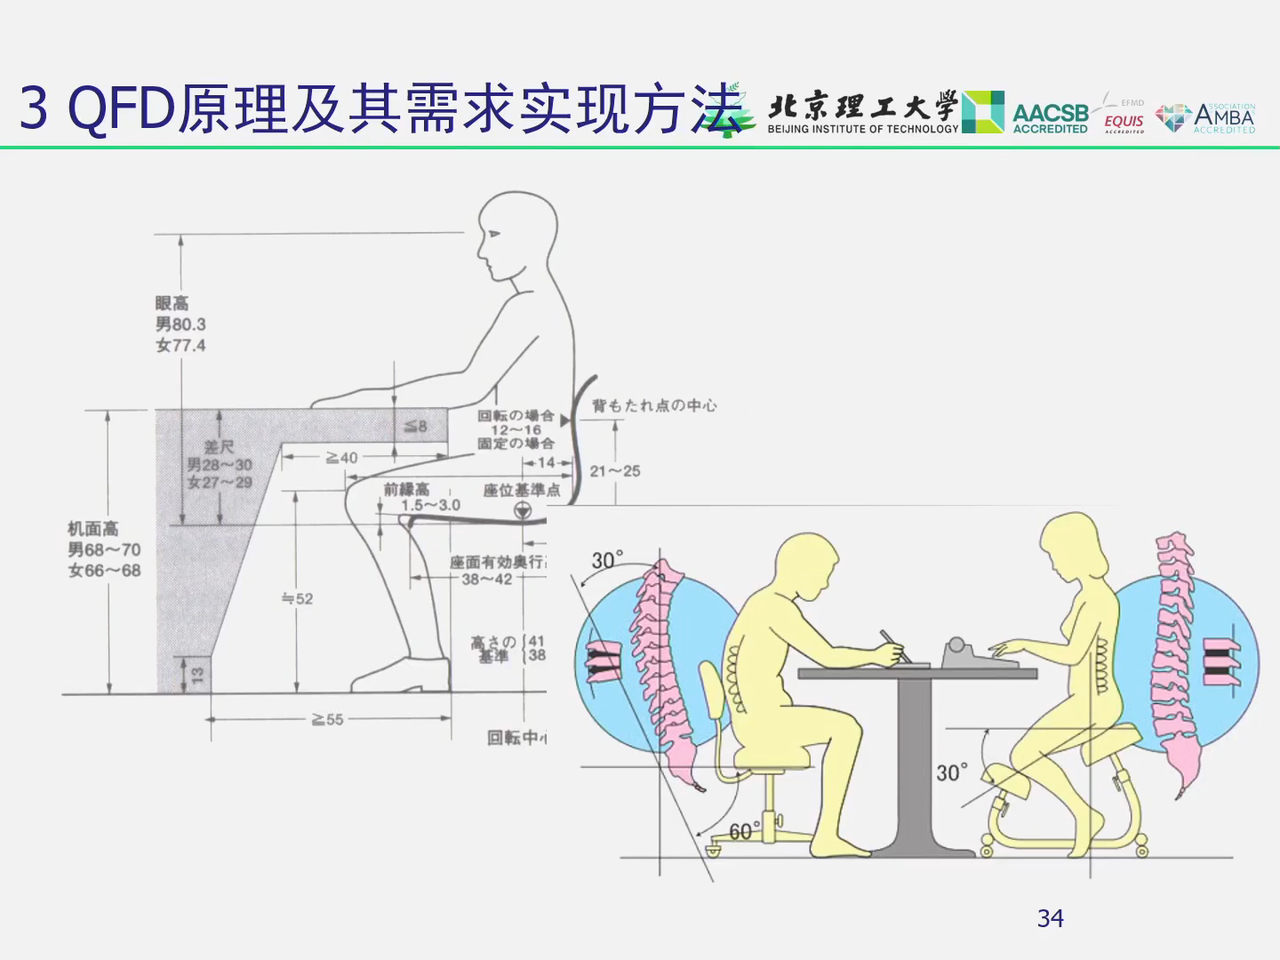 3 QFD原理及其需求实现方法
北京理工大学
BEIJING INSTITUTE OF TECHNOLOGY
AACSB
ACCREDITED
EFMD
EQUIS
ACCREDITED
ASSOCIATION
AMBA
ACCREDITED
眼高
男80.3
女77.4
背もたれ点の中心
回転の場合
12～16
固定の場合
14
≦8
差尺
男28～30
女27～29
≧40
21～25
前縁高
1.5～3.0
座位基準点
机面高
男68～70
女66～68
座面有効奥行
38～42
≒52
高さの
基準
41
38
13
≧55
回転中心
30°
60°
30°
34